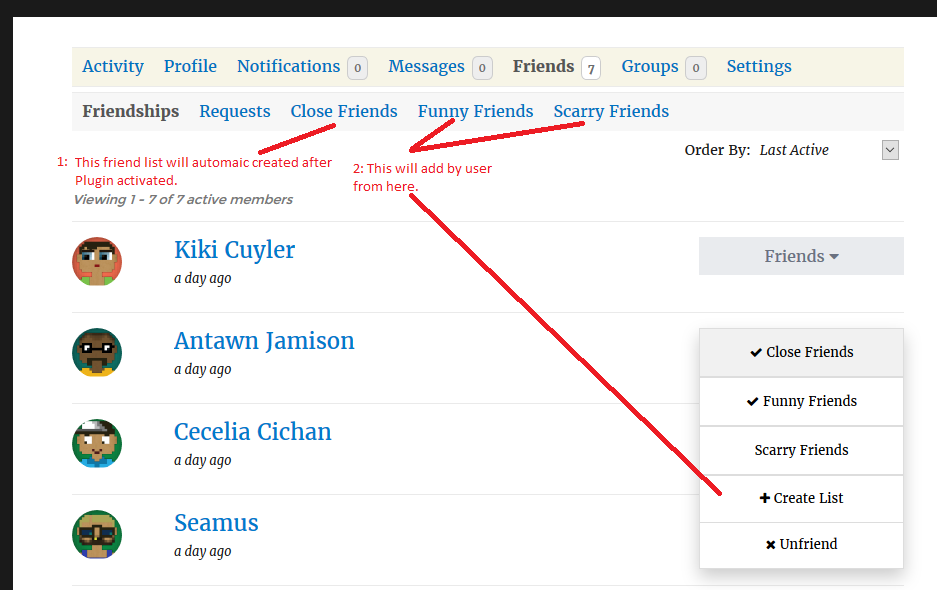 Activity Profile Notifications 0 Messages 0 Friends 7 Groups 0 Settings
Friendships Requests Close Friends Funny Friends Scarry Friends
Order By: Last Active
1: This friend list will automaic created after
Plugin activated.
2: This will add by user
from here.
Viewing 1 - 7 of 7 active members
Kiki Cuyler
a day ago
Friends
Antawn Jamison
a day ago
Close Friends
Funny Friends
Cecelia Cichan
a day ago
Scarry Friends
Create List
Seamus
a day ago
Unfriend